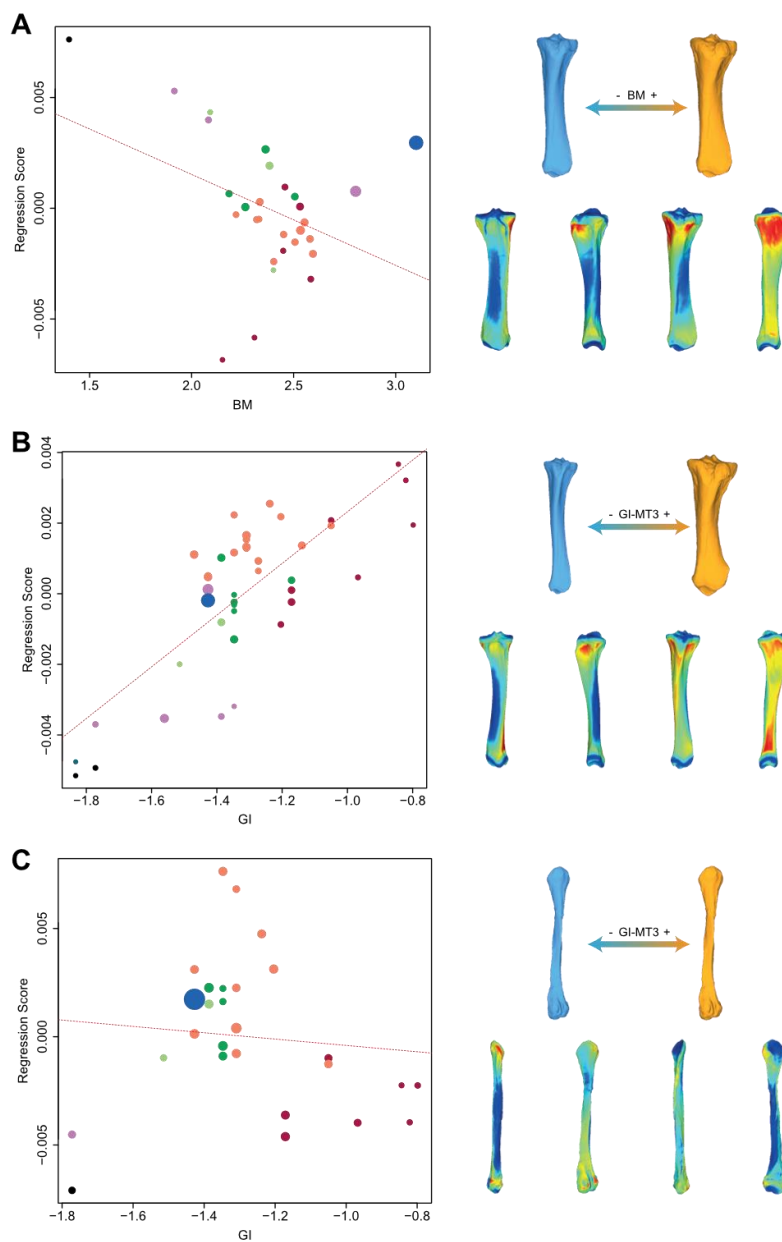 A
Regression Score
0.005
0.000
−0.005
1.5 2.0 2.5 3.0
BM
- BM +
B
Regression Score
0.004
0.002
0.000
−0.002
−0.004
−1.8 −1.6 −1.4 −1.2 −1.0 −0.8
GI
- GI-MT3 +
C
Regression Score
0.005
0.000
−0.005
−1.8 −1.6 −1.4 −1.2 −1.0 −0.8
GI
- GI-MT3 +